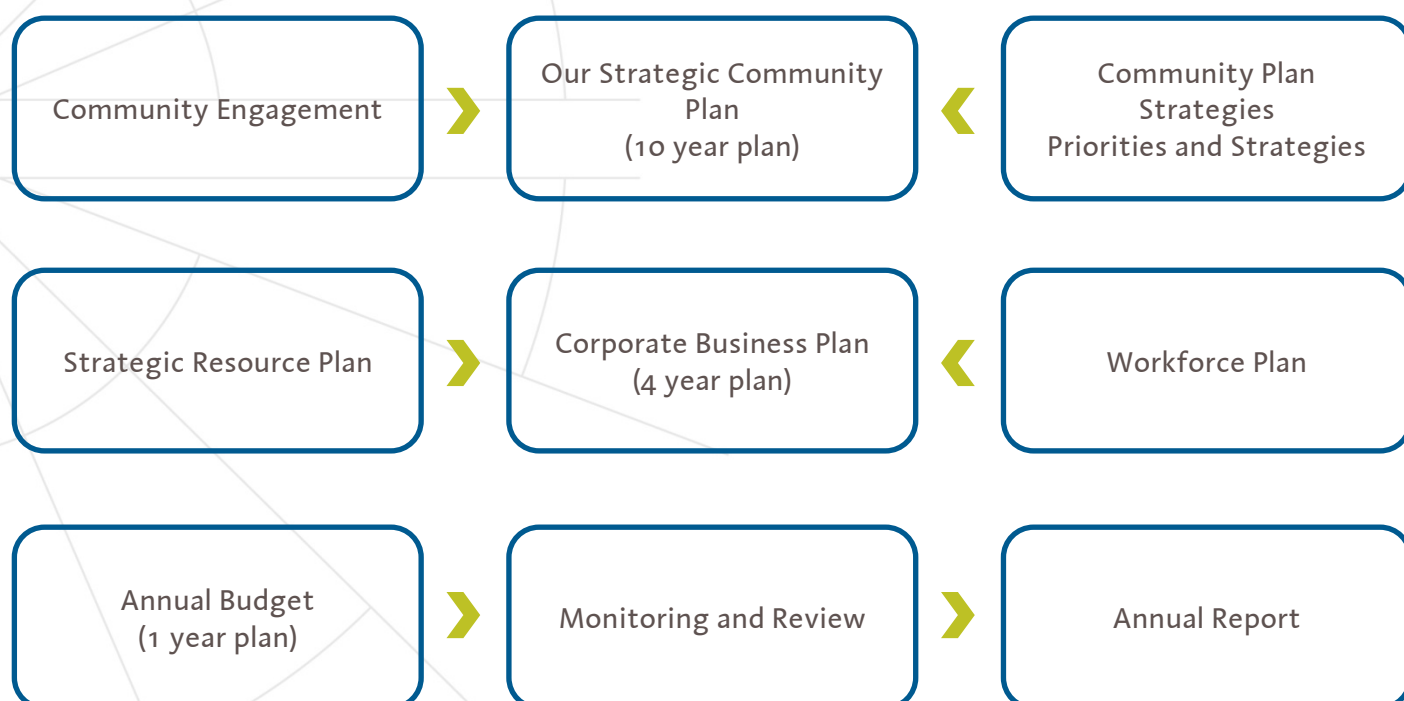 Community Engagement
Our Strategic Community
Plan
(10 year plan)
Community Plan
Strategies
Priorities and Strategies
Strategic Resource Plan
Corporate Business Plan
(4 year plan)
Workforce Plan
Annual Budget
(1 year plan)
Monitoring and Review
Annual Report